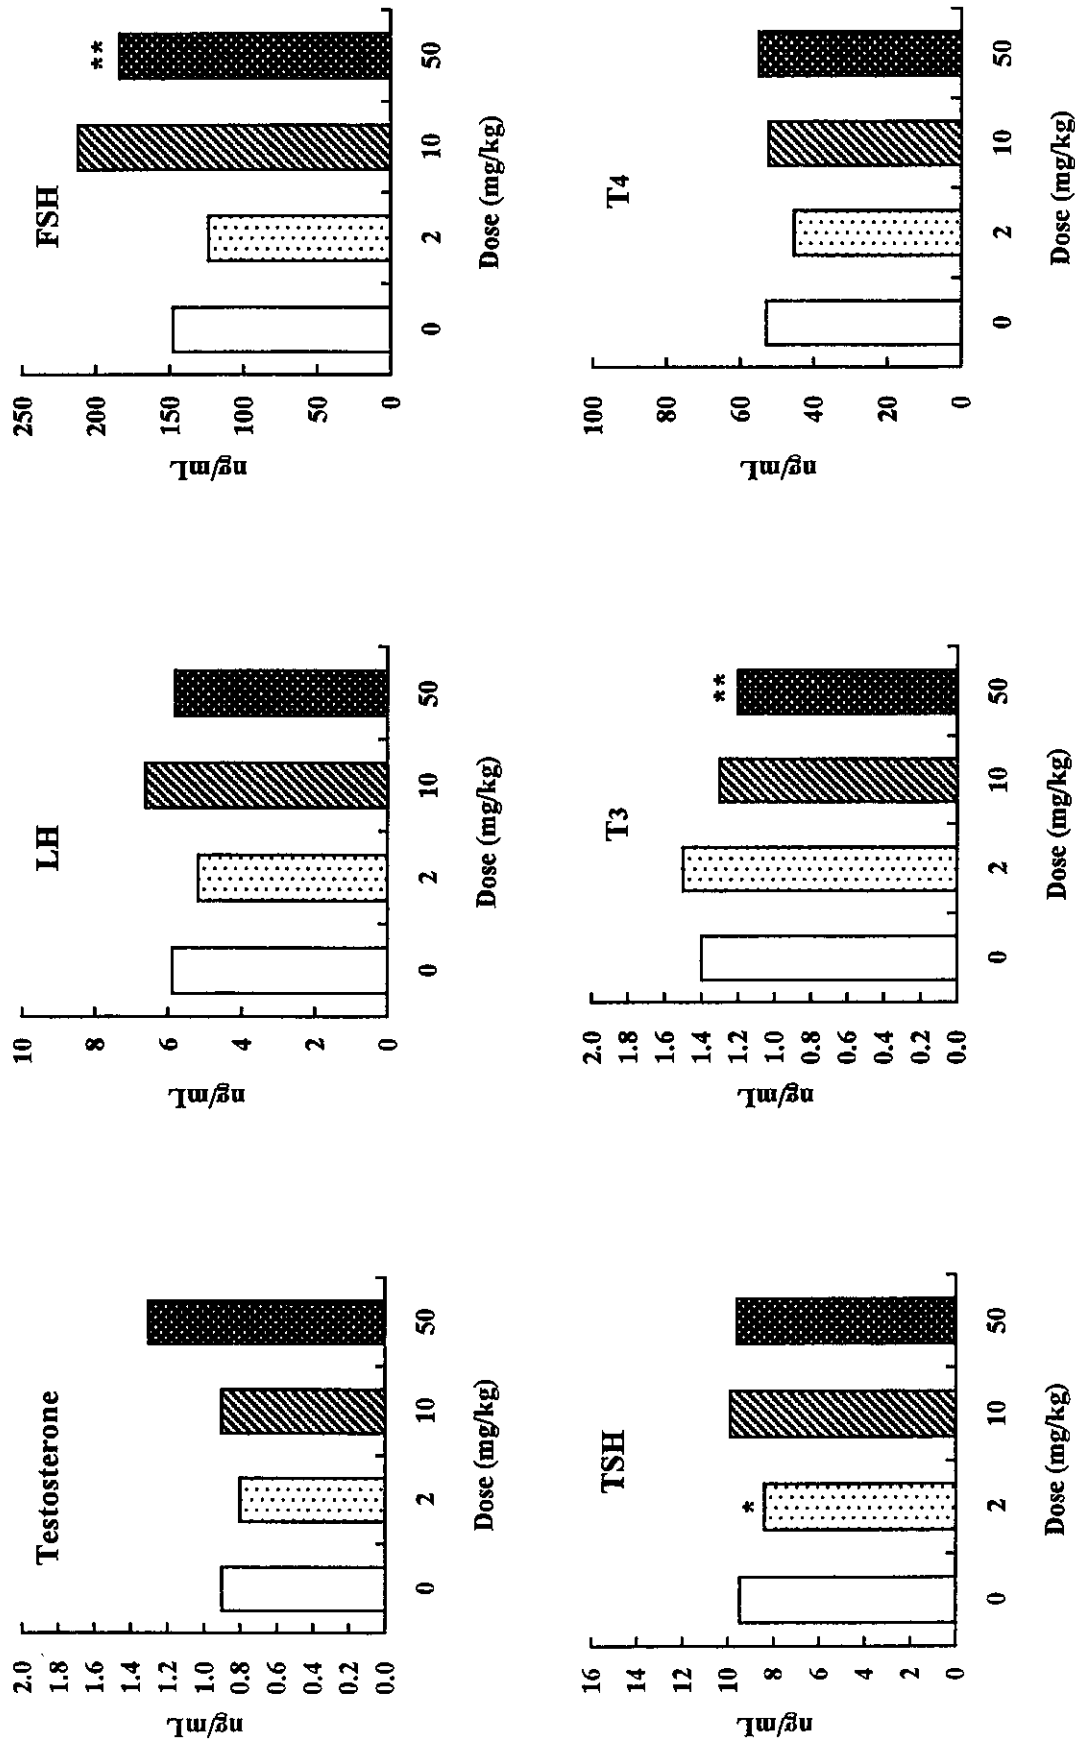 Testosterone
2.0
1.8
1.6
1.4
1.2
1.0
0.8
0.6
0.4
0.2
0.0
ng/mL
0 2 10 50
Dose (mg/kg)
LH
10
8
6
4
2
0
ng/mL
0 2 10 50
Dose (mg/kg)
FSH
250
200
150
100
50
0
ng/mL
**
0 2 10 50
Dose (mg/kg)
TSH
16
14
12
10
8
6
4
2
0
ng/mL
*
0 2 10 50
Dose (mg/kg)
T3
2.0
1.8
1.6
1.4
1.2
1.0
0.8
0.6
0.4
0.2
0.0
ng/mL
**
0 2 10 50
Dose (mg/kg)
T4
100
80
60
40
20
0
ng/mL
0 2 10 50
Dose (mg/kg)